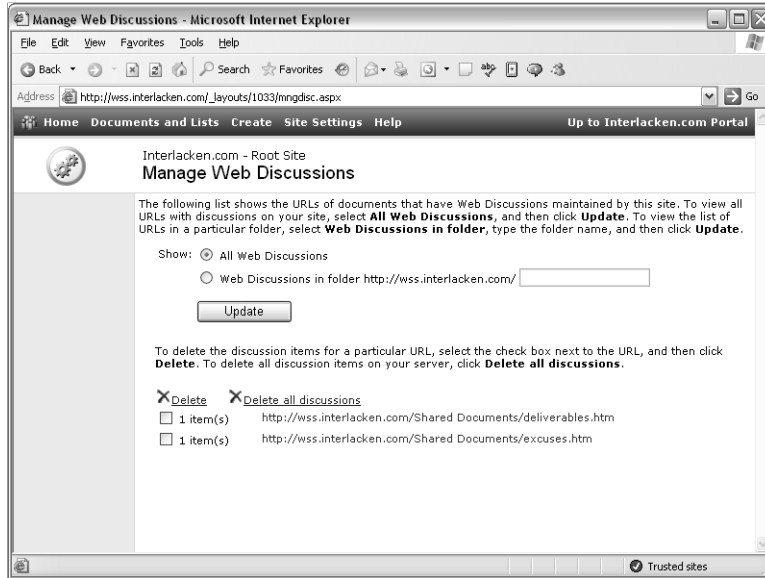 Manage Web Discussions - Microsoft Internet Explorer
File Edit View Favorites Tools Help
Back Search Favorites
Address http://wss.interlacken.com/_layouts/1033/mngdisc.aspx Go
Home Documents and Lists Create Site Settings Help Up to Interlacken.com Portal
Interlacken.com - Root Site
Manage Web Discussions
The following list shows the URLs of documents that have Web Discussions maintained by this site. To view all
URLs with discussions on your site, select All Web Discussions, and then click Update. To view the list of
URLs in a particular folder, select Web Discussions in folder, type the folder name, and then click Update.
Show: All Web Discussions
Web Discussions in folder http://wss.interlacken.com/
Update
To delete the discussion items for a particular URL, select the check box next to the URL, and then click
Delete. To delete all discussion items on your server, click Delete all discussions.
Delete Delete all discussions
1 item(s) http://wss.interlacken.com/Shared Documents/deliverables.htm
1 item(s) http://wss.interlacken.com/Shared Documents/excuses.htm
Trusted sites